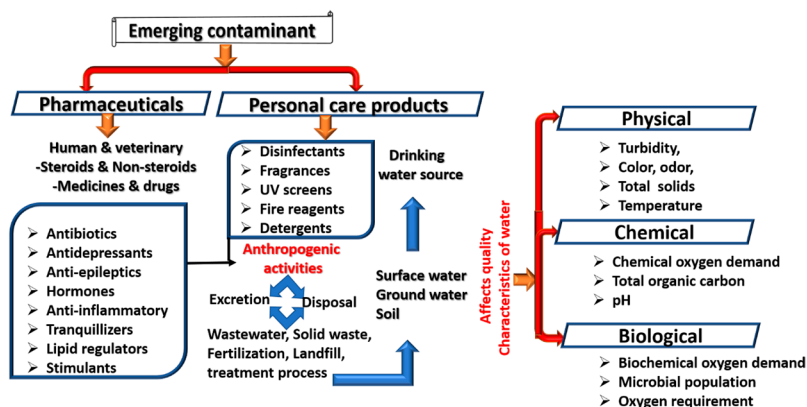 Emerging contaminant
Pharmaceuticals
Personal care products
Human & veterinary
-Steroids & Non-steroids
-Medicines & drugs
Antibiotics
Antidepressants
Anti-epileptics
Hormones
Anti-inflammatory
Tranquillizers
Lipid regulators
Stimulants
Disinfectants
Fragrances
UV screens
Fire reagents
Detergents
Anthropogenic
activities
Excretion
Disposal
Wastewater, Solid waste,
Fertilization, Landfill,
treatment process
Drinking
water source
Surface water
Ground water
Soil
Affects quality
Characteristics of water
Physical
Turbidity,
Color, odor,
Total solids
Temperature
Chemical
Chemical oxygen demand
Total organic carbon
pH
Biological
Biochemical oxygen demand
Microbial population
Oxygen requirement